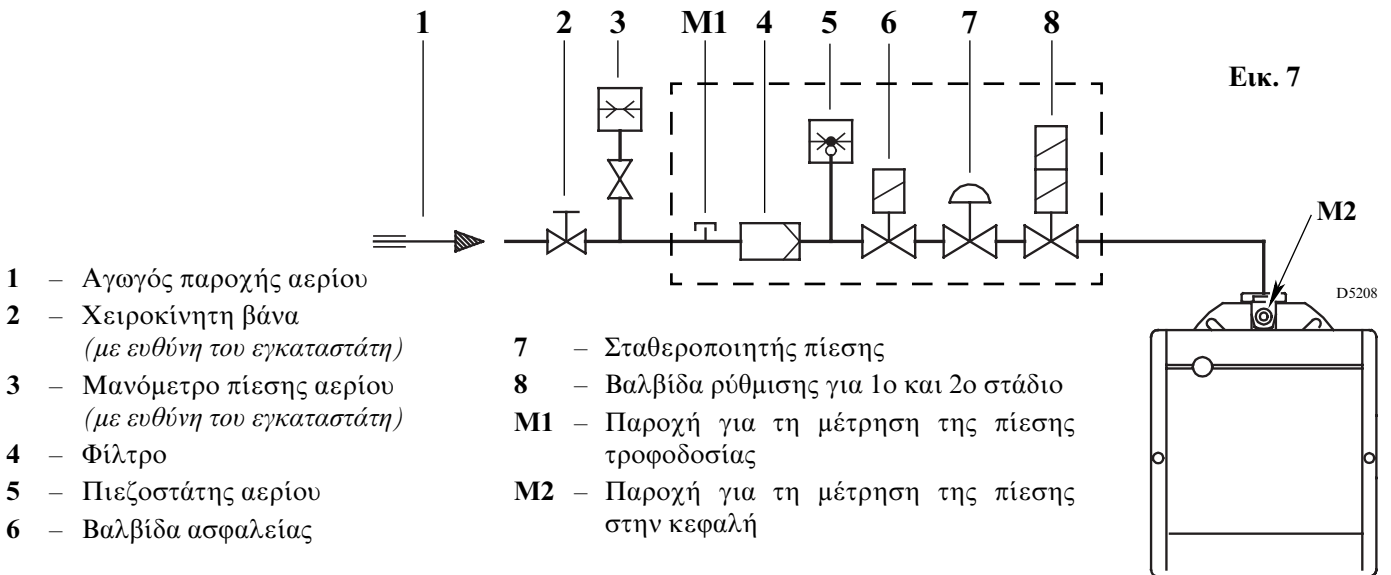 1 2 3 M1 4 5 6 7 8
Εικ. 7
M2
D5208
1 – Αγωγός παροχής αερίου
2 – Χειροκίνητη βάνα
(με ευθύνη του εγκαταστάτη)
3 – Μανόμετρο πίεσης αερίου
(με ευθύνη του εγκαταστάτη)
4 – Φίλτρο
5 – Πιεζοστάτης αερίου
6 – Βαλβίδα ασφαλείας
7 – Σταθεροποιητής πίεσης
8 – Βαλβίδα ρύθμισης για 1ο και 2ο στάδιο
M1 – Παροχή για τη μέτρηση της πίεσης
τροφοδοσίας
M2 – Παροχή για τη μέτρηση της πίεσης
στην κεφαλή